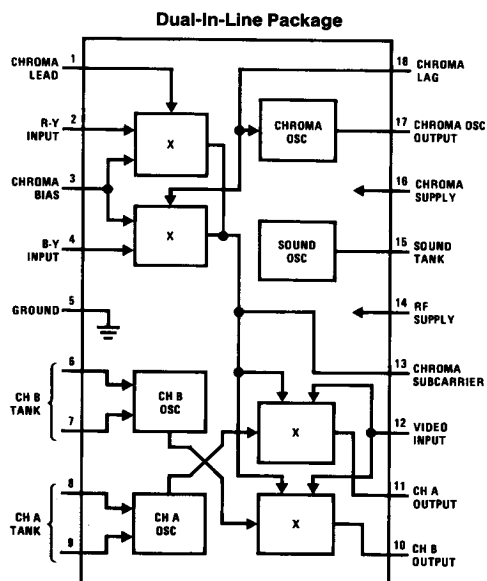 Dual-In-Line Package
CHROMA
LEAD
1
R-Y
INPUT
2
CHROMA
BIAS
3
B-Y
INPUT
4
GROUND
5
CH B
TANK
6
7
CH A
TANK
8
9
X
X
CHROMA
OSC
SOUND
OSC
CH B
OSC
CH A
OSC
X
X
18
CHROMA
LAG
17
CHROMA OSC
OUTPUT
16
CHROMA
SUPPLY
15
SOUND
TANK
14
RF
SUPPLY
13
CHROMA
SUBCARRIER
12
VIDEO
INPUT
11
CH A
OUTPUT
10
CH B
OUTPUT